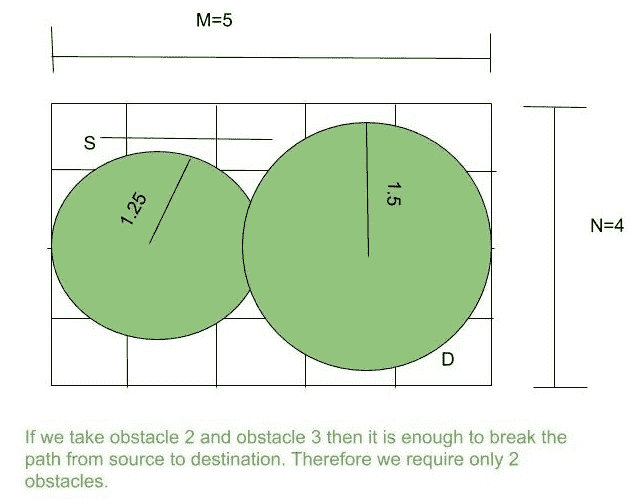 M=5
S
1.25
1.5
N=4
D
If we take obstacle 2 and obstacle 3 then it is enough to break the
path from source to destination. Therefore we require only 2
obstacles.